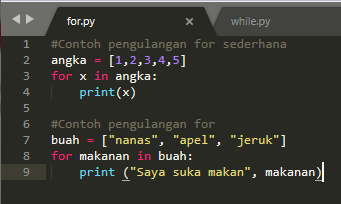 for.py
while.py
1 #Contoh pengulangan for sederhana
2 angka = [1,2,3,4,5]
3 for x in angka:
4     print(x)
5
6 #Contoh pengulangan for
7 buah = ["nanas", "apel", "jeruk"]
8 for makanan in buah:
9     print ("Saya suka makan", makanan)